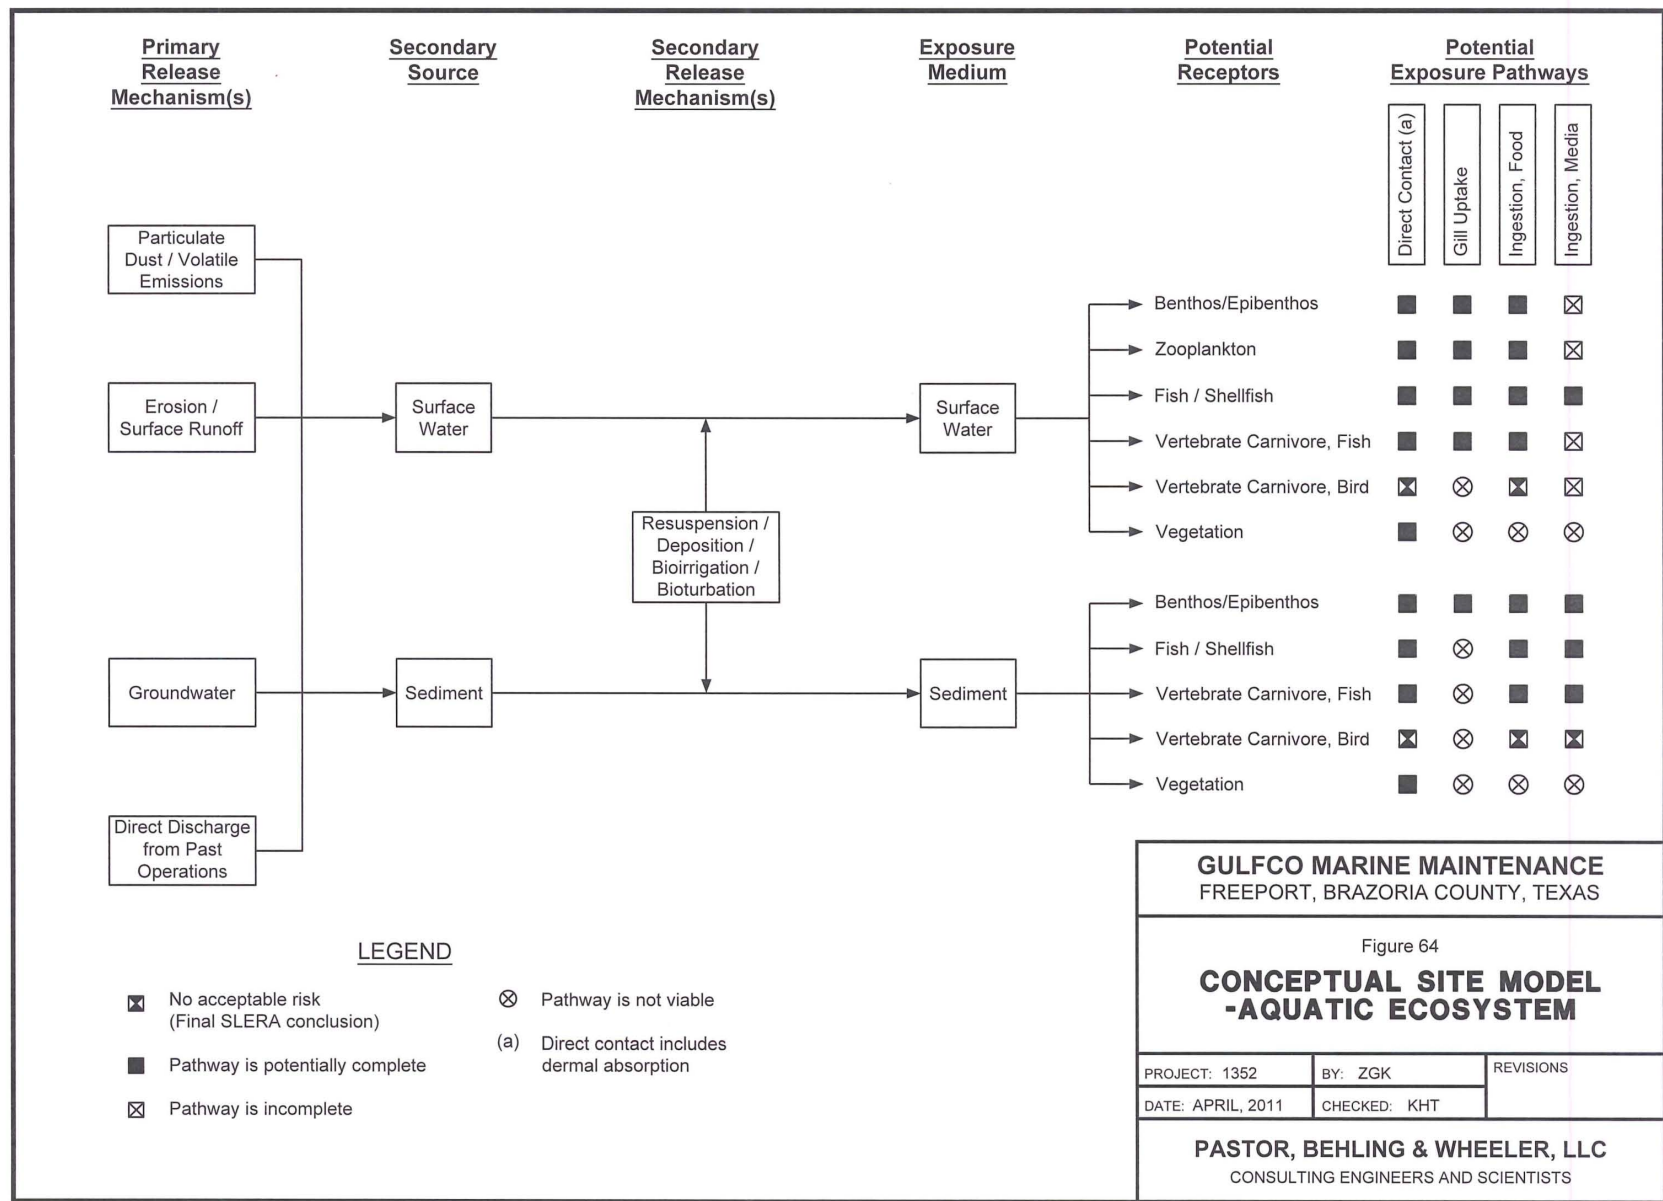 Primary
Release
Mechanism(s)
Secondary
Source
Secondary
Release
Mechanism(s)
Exposure
Medium
Potential
Receptors
Potential
Exposure Pathways
Direct Contact (a)
Gill Uptake
Ingestion, Food
Ingestion, Media
Particulate
Dust / Volatile
Emissions
Erosion /
Surface Runoff
Groundwater
Direct Discharge
from Past
Operations
Surface
Water
Sediment
Resuspension /
Deposition /
Bioirrigation /
Bioturbation
Surface
Water
Sediment
Benthos/Epibenthos
Zooplankton
Fish / Shellfish
Vertebrate Carnivore, Fish
Vertebrate Carnivore, Bird
Vegetation
Benthos/Epibenthos
Fish / Shellfish
Vertebrate Carnivore, Fish
Vertebrate Carnivore, Bird
Vegetation
LEGEND
No acceptable risk
(Final SLERA conclusion)
Pathway is potentially complete
Pathway is incomplete
Pathway is not viable
(a) Direct contact includes
dermal absorption
GULFCO MARINE MAINTENANCE
FREEPORT, BRAZORIA COUNTY, TEXAS
Figure 64
CONCEPTUAL SITE MODEL
-AQUATIC ECOSYSTEM
PROJECT: 1352
BY: ZGK
REVISIONS
DATE: APRIL, 2011
CHECKED: KHT
PASTOR, BEHLING & WHEELER, LLC
CONSULTING ENGINEERS AND SCIENTISTS